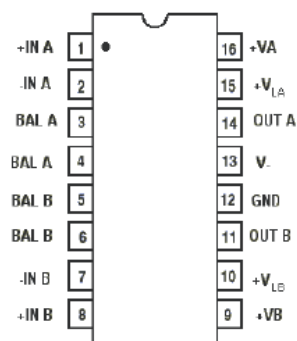 +IN A 1 16 +VA
-IN A 2 15 +VLA
BAL A 3 14 OUT A
BAL A 4 13 V-
BAL B 5 12 GND
BAL B 6 11 OUT B
-IN B 7 10 +VLB
+IN B 8 9 +VB